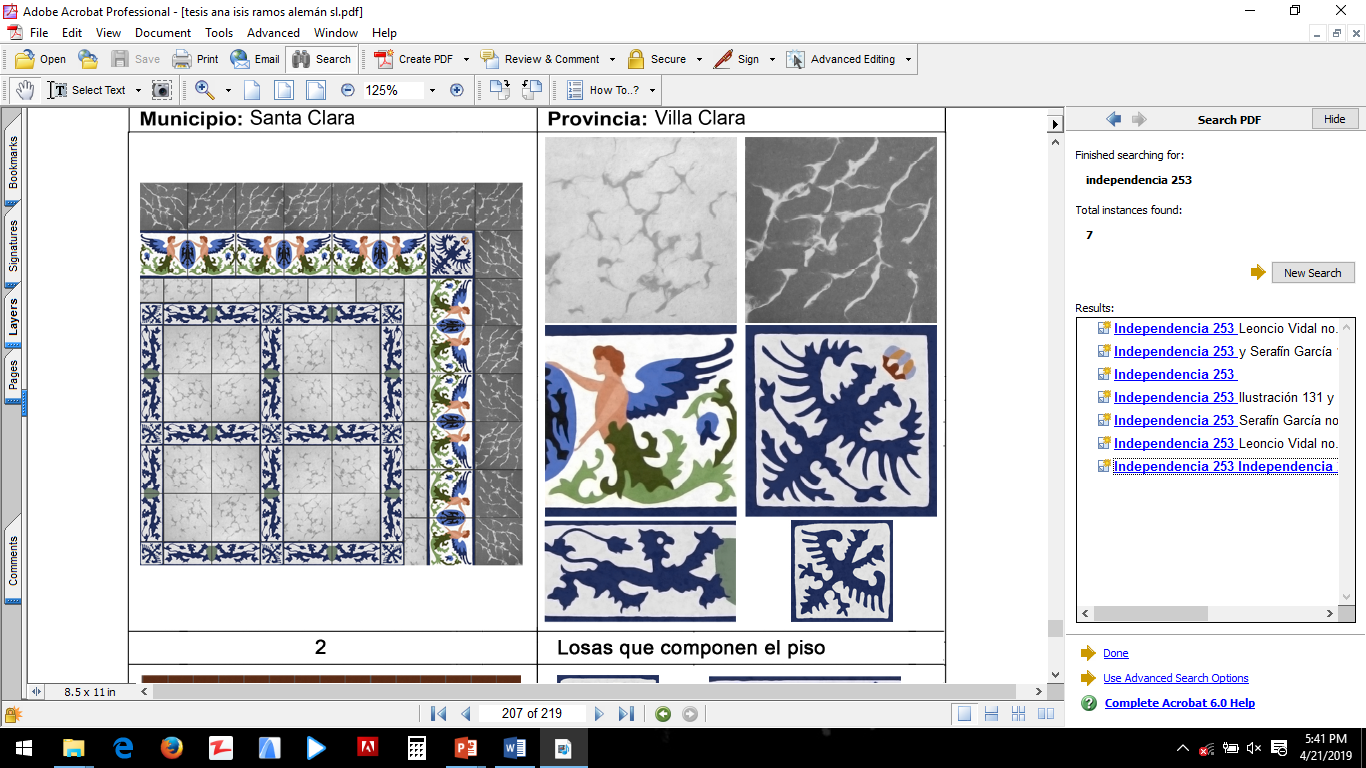 Adobe Acrobat Professional - [tesis ana isis ramos alemán sl.pdf]
File Edit View Document Tools Advanced Window Help
Open Save Print Email Search Create PDF Review & Comment Secure Sign Advanced Editing
Select Text 125% How To..?
Bookmarks
Signatures
Layers
Pages
Comments
Municipio: Santa Clara
Provincia: Villa Clara
2
Losas que componen el piso
8.5 x 11 in
207 of 219
Search PDF
Hide
Finished searching for:
independencia 253
Total instances found:
7
New Search
Results:
Independencia 253 Leoncio Vidal no.
Independencia 253 y Serafín García
Independencia 253
Independencia 253 Ilustración 131 y
Independencia 253 Serafín García no
Independencia 253 Leoncio Vidal no.
Independencia 253 Independencia
Done
Use Advanced Search Options
Complete Acrobat 6.0 Help
5:41 PM
4/21/2019